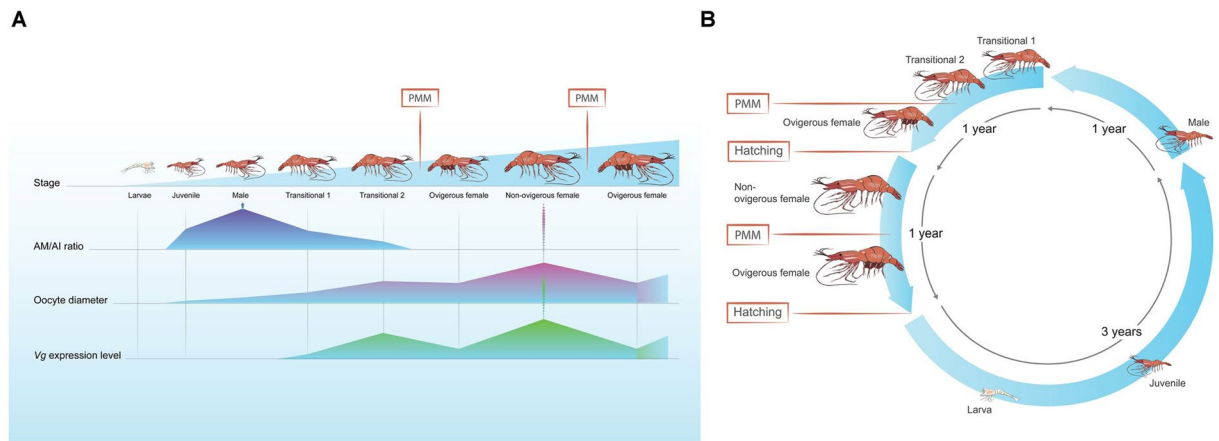 A
PMM
PMM
Stage
Larvae
Juvenile
Male
Transitional 1
Transitional 2
Ovigerous female
Non-ovigerous female
Ovigerous female
AM/AI ratio
Oocyte diameter
Vg expression level
B
Transitional 1
Transitional 2
PMM
Ovigerous female
Male
1 year
1 year
Hatching
Non-
ovigerous female
PMM
1 year
Ovigerous female
Hatching
3 years
Juvenile
Larva